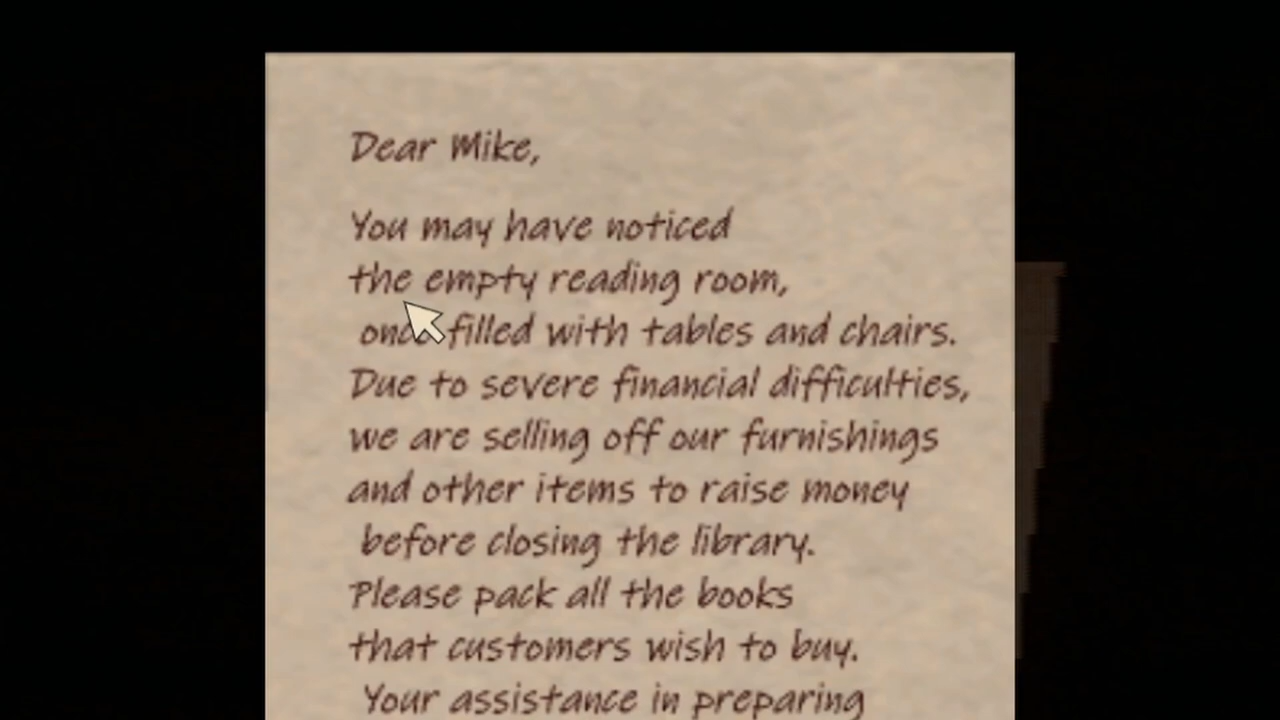 Dear Mike,
You may have noticed
the empty reading room,
once filled with tables and chairs.
Due to severe financial difficulties,
we are selling off our furnishings
and other items to raise money
before closing the library.
Please pack all the books
that customers wish to buy.
Your assistance in preparing